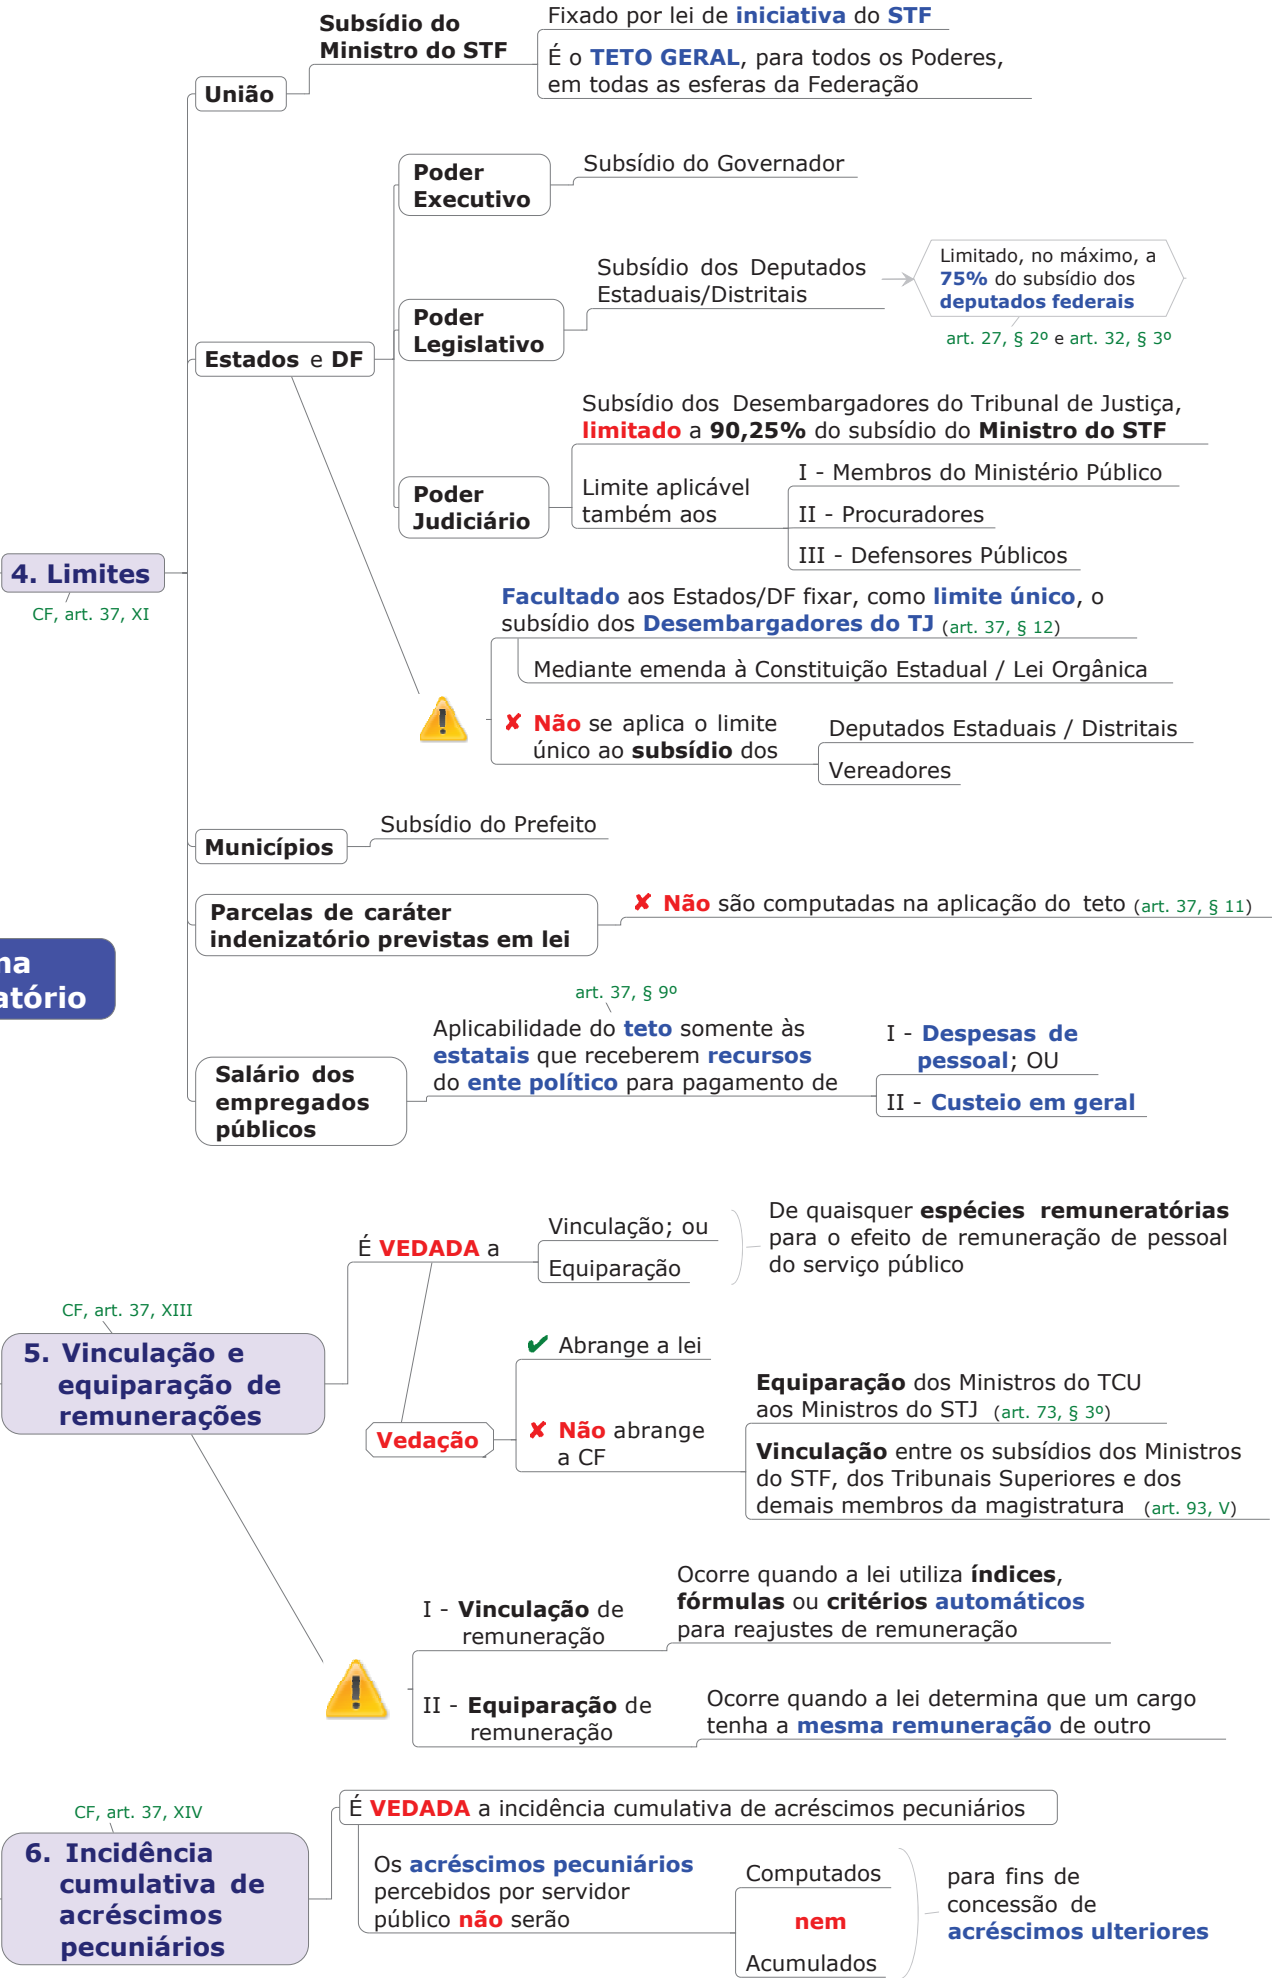 Subsídio do
Ministro do STF
Fixado por lei de iniciativa do STF
É o TETO GERAL, para todos os Poderes,
em todas as esferas da Federação
União
Poder
Executivo
Subsídio do Governador
Subsídio dos Deputados
Estaduais/Distritais
Limitado, no máximo, a
75% do subsídio dos
deputados federais
art. 27, § 2º e art. 32, § 3º
Poder
Legislativo
Estados e DF
Subsídio dos Desembargadores do Tribunal de Justiça,
limitado a 90,25% do subsídio do Ministro do STF
Poder
Judiciário
Limite aplicável
também aos
I - Membros do Ministério Público
II - Procuradores
III - Defensores Públicos
4. Limites
CF, art. 37, XI
Facultado aos Estados/DF fixar, como limite único, o
subsídio dos Desembargadores do TJ (art. 37, § 12)
Mediante emenda à Constituição Estadual / Lei Orgânica
! 
✘ Não se aplica o limite
único ao subsídio dos
Deputados Estaduais / Distritais
Vereadores
Municípios
Subsídio do Prefeito
Parcelas de caráter
indenizatório previstas em lei
✘ Não são computadas na aplicação do teto (art. 37, § 11)
na
atório
art. 37, § 9º
Salário dos
empregados
públicos
Aplicabilidade do teto somente às
estatais que receberem recursos
do ente político para pagamento de
I - Despesas de
pessoal; OU
II - Custeio em geral
É VEDADA a
Vinculação; ou
Equiparação
De quaisquer espécies remuneratórias
para o efeito de remuneração de pessoal
do serviço público
CF, art. 37, XIII
5. Vinculação e
equiparação de
remunerações
Vedação
✔ Abrange a lei
✘ Não abrange
a CF
Equiparação dos Ministros do TCU
aos Ministros do STJ (art. 73, § 3º)
Vinculação entre os subsídios dos Ministros
do STF, dos Tribunais Superiores e dos
demais membros da magistratura (art. 93, V)
!
I - Vinculação de
remuneração
Ocorre quando a lei utiliza índices,
fórmulas ou critérios automáticos
para reajustes de remuneração
II - Equiparação de
remuneração
Ocorre quando a lei determina que um cargo
tenha a mesma remuneração de outro
CF, art. 37, XIV
6. Incidência
cumulativa de
acréscimos
pecuniários
É VEDADA a incidência cumulativa de acréscimos pecuniários
Os acréscimos pecuniários
percebidos por servidor
público não serão
Computados
nem
Acumulados
para fins de
concessão de
acréscimos ulteriores